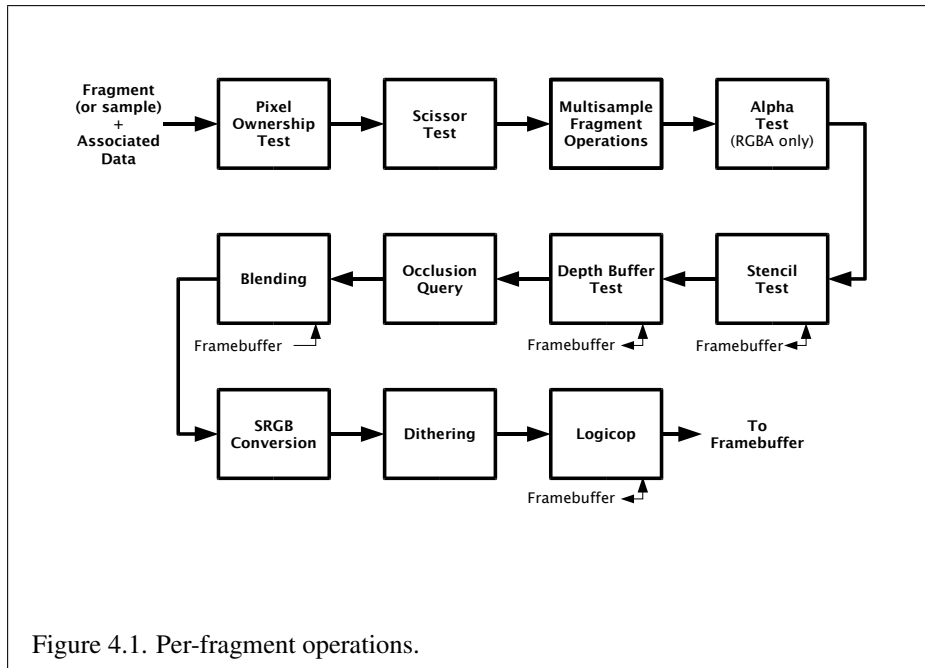 Fragment
(or sample)
+
Associated
Data
Pixel
Ownership
Test
Scissor
Test
Multisample
Fragment
Operations
Alpha
Test
(RGBA only)
Blending
Occlusion
Query
Depth Buffer
Test
Stencil
Test
Framebuffer
Framebuffer
Framebuffer
SRGB
Conversion
Dithering
Logicop
To
Framebuffer
Framebuffer
Figure 4.1. Per-fragment operations.